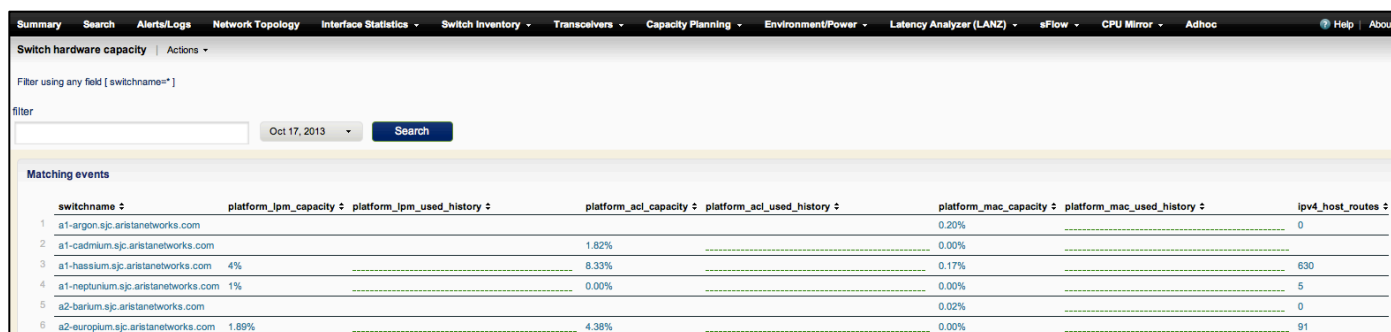 Summary Search Alerts/Logs Network Topology Interface Statistics Switch Inventory Transceivers Capacity Planning Environment/Power Latency Analyzer (LANZ) sFlow CPU Mirror Adhoc Help | Abou
Switch hardware capacity | Actions
Filter using any field [ switchname=* ]
filter
Oct 17, 2013 Search
Matching events
switchname platform_lpm_capacity platform_lpm_used_history platform_acl_capacity platform_acl_used_history platform_mac_capacity platform_mac_used_history ipv4_host_routes
1 a1-argon.sjc.aristanetworks.com 0.20% 0
2 a1-cadmium.sjc.aristanetworks.com 1.82% 0.00%
3 a1-hassium.sjc.aristanetworks.com 4% 8.33% 0.17% 630
4 a1-neptunium.sjc.aristanetworks.com 1% 0.00% 0.00% 5
5 a2-barium.sjc.aristanetworks.com 0.02% 0
6 a2-europium.sjc.aristanetworks.com 1.89% 4.38% 0.00% 91